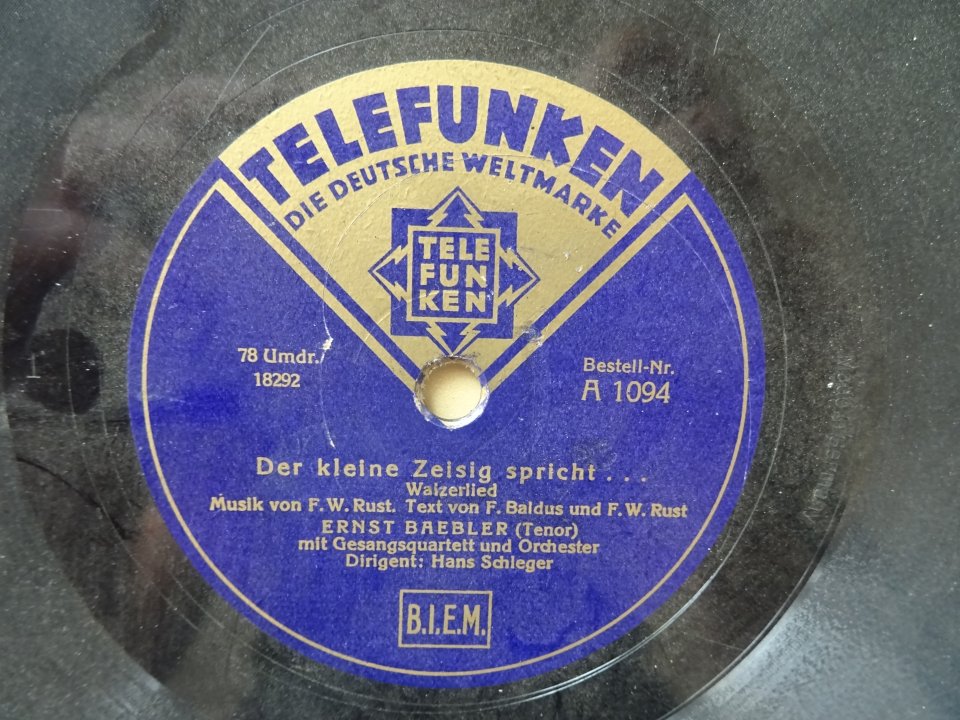 TELEFUNKEN
DIE DEUTSCHE WELTMARKE
TELE
FUN
KEN
78 Umdr.
18292
Bestell-Nr.
A 1094
Der kleine Zeisig spricht . . .
Walzerlied
Musik von F. W. Rust. Text von F. Baldus und F. W. Rust
ERNST BAEBLER (Tenor)
mit Gesangsquartett und Orchester
Dirigent: Hans Schleger
B.I.E.M.